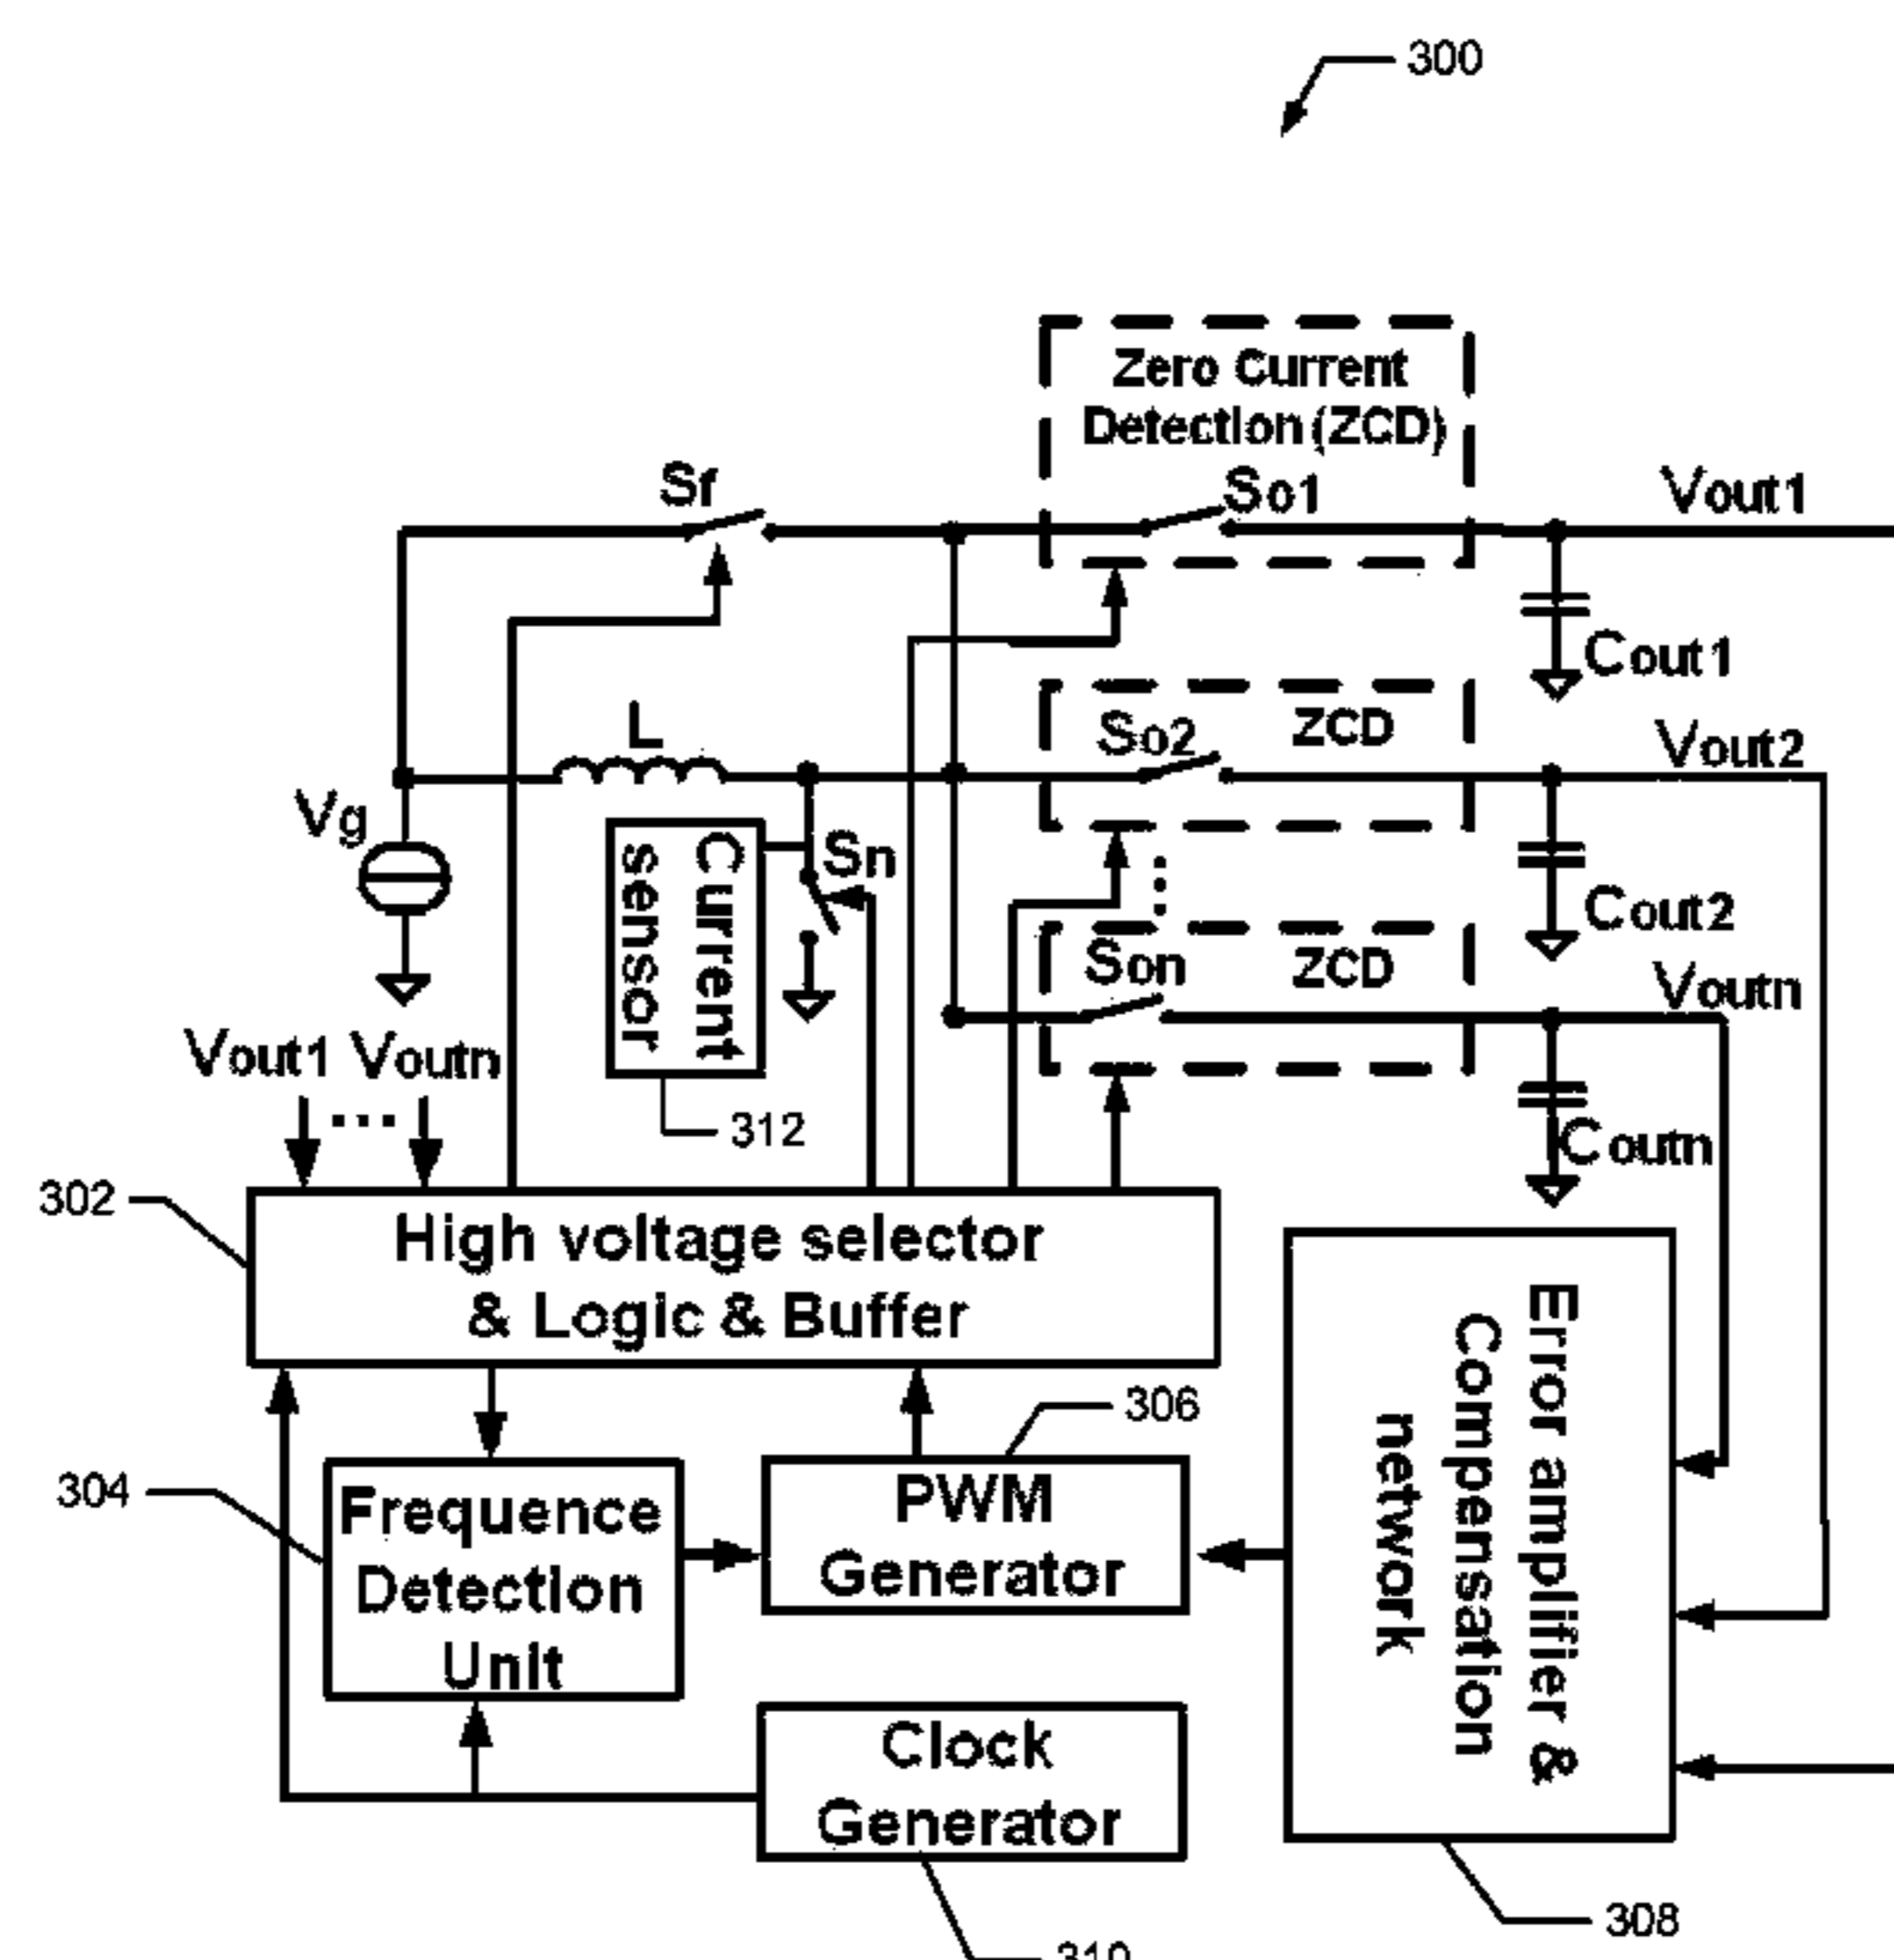 300
Zero Current
Detection (ZCD)
Sf
So1
Vout1
Cout1
L
So2
ZCD
Vout2
Vg
Current
sensor
Sn
Cout2
Son
ZCD
Voutn
Vout1 Voutn
312
Coutn
302
High voltage selector
& Logic & Buffer
Error amplifier &
Compensation
network
306
304
Frequence
Detection
Unit
PWM
Generator
Clock
Generator
308
310